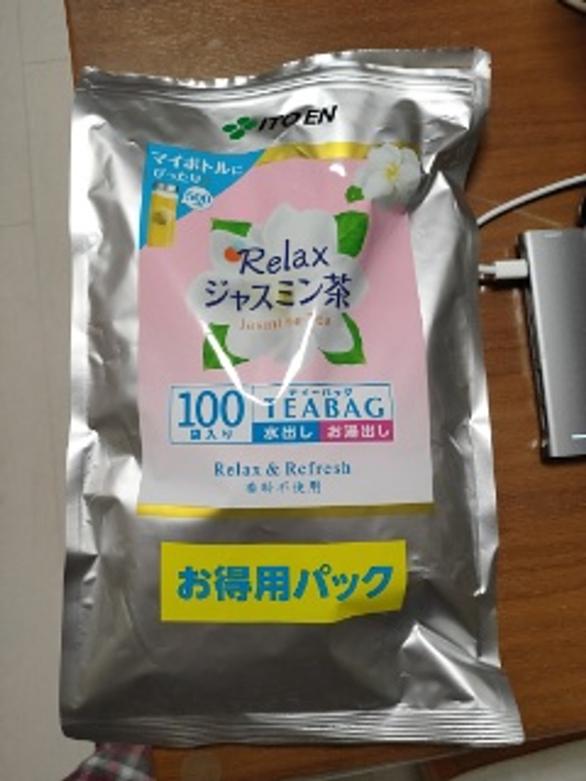 ITO EN
マイボトルに
ぴったり
500
Relax
ジャスミン茶
Jasmine Tea
100
袋入り
ティーバッグ
TEABAG
水出し お湯出し
Relax & Refresh
香料不使用
お得用パック